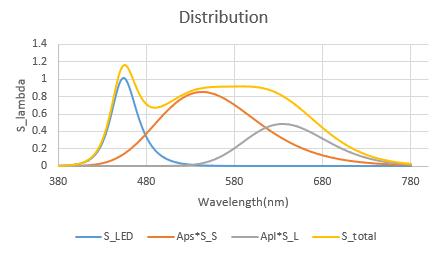 Distribution
1.4
1.2
1
0.8
0.6
0.4
0.2
0
S_lambda
380 480 580 680 780
Wavelength(nm)
S_LED Aps*S_S Apl*S_L S_total